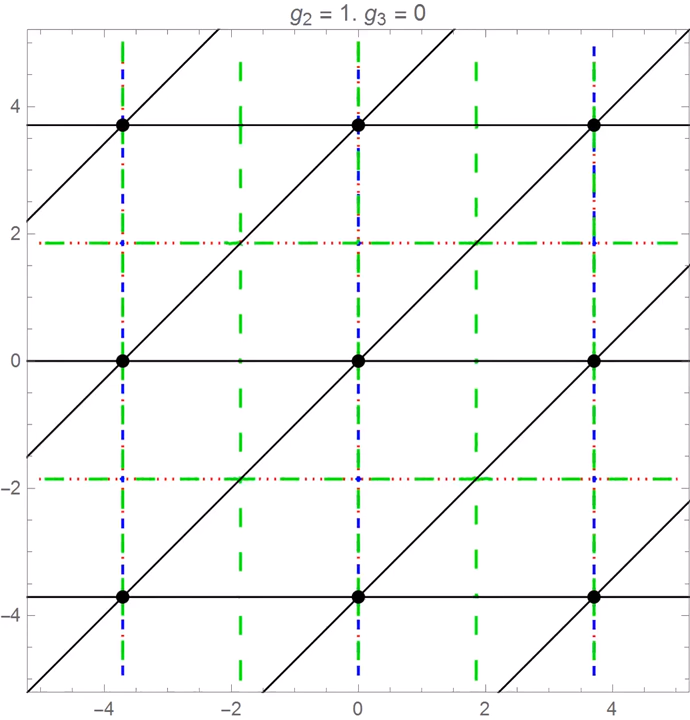 g₂ = 1. g₃ = 0
4
2
0
−2
−4
−4 −2 0 2 4